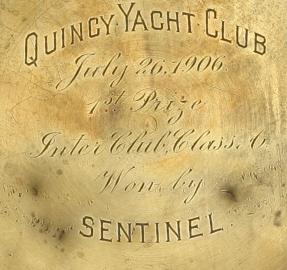 QUINCY YACHT CLUB
July 26, 1906
1st Prize
Inter Club, Class. C
Won by
SENTINEL.